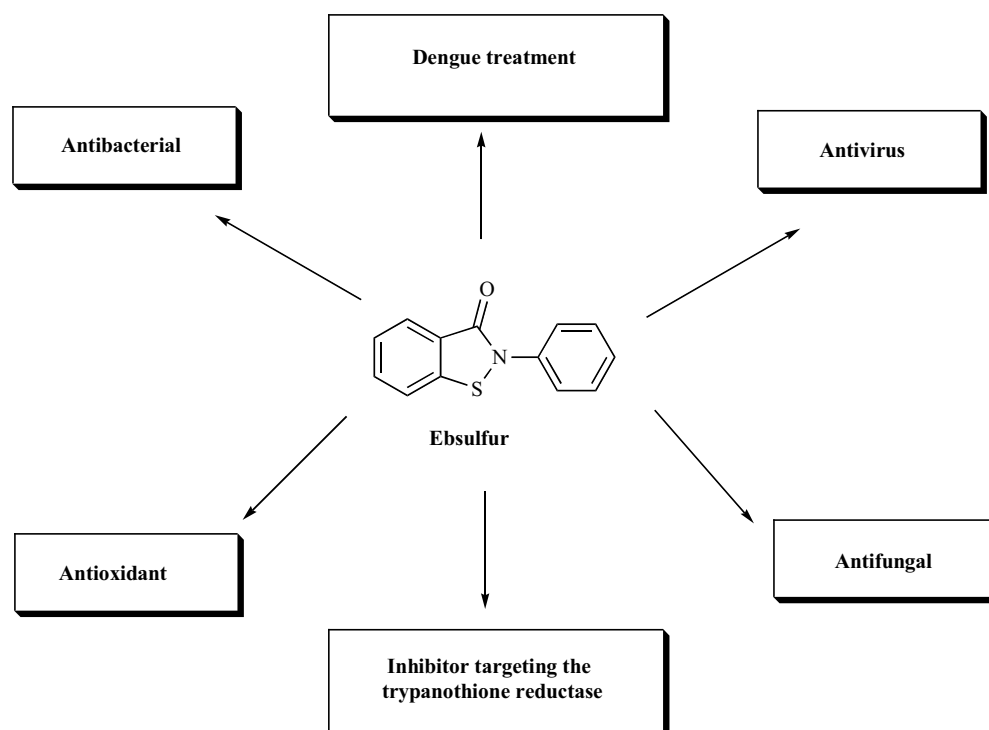 Dengue treatment
Antibacterial
Antivirus
O
N
S
Ebsulfur
Antioxidant
Antifungal
Inhibitor targeting the
trypanothione reductase